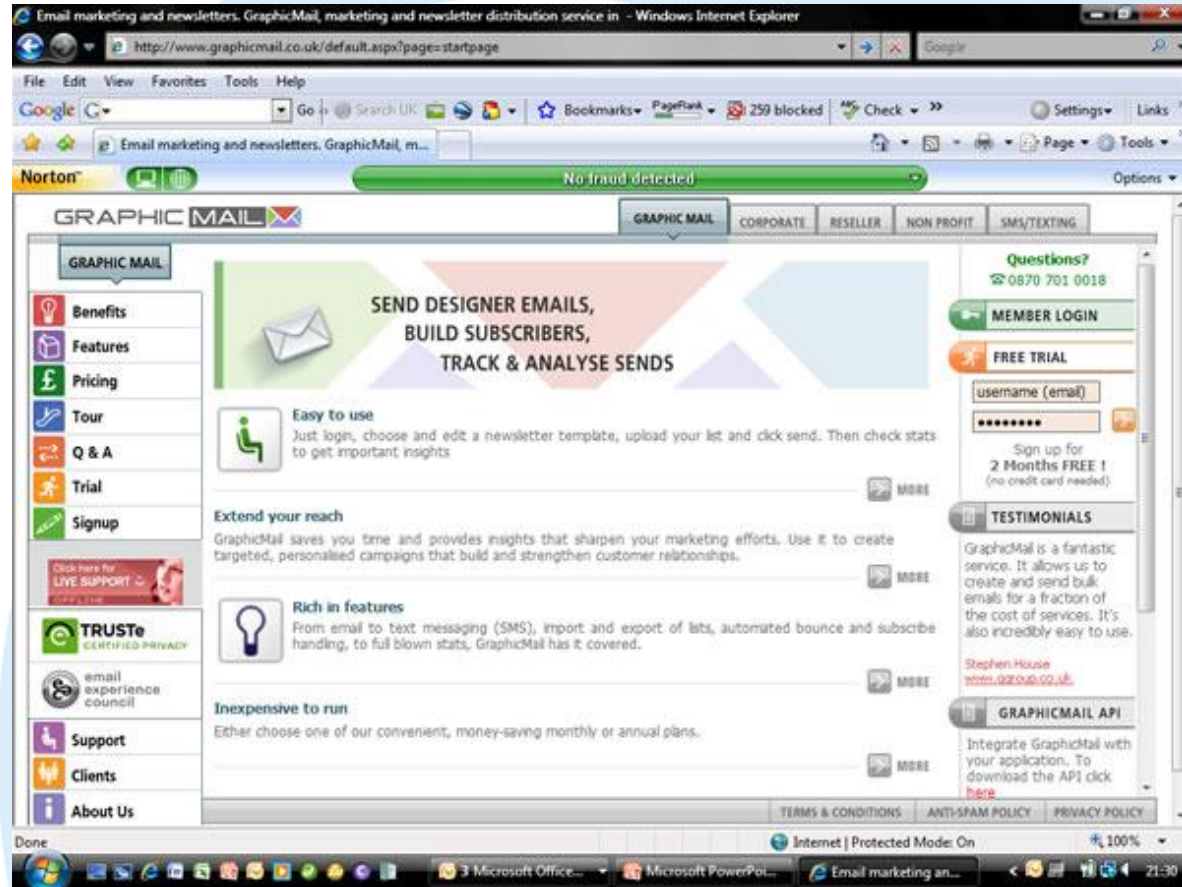 Email marketing and newsletters. GraphicMail, marketing and newsletter distribution service in - Windows Internet Explorer
http://www.graphicmail.co.uk/default.aspx?page=startpage
Google
File Edit View Favorites Tools Help
Google G Go Search UK Bookmarks PageRank 259 blocked ABC Check » Settings Links
Email marketing and newsletters. GraphicMail, m... Page Tools
Norton™ No fraud detected Options
GRAPHIC MAIL
GRAPHIC MAIL CORPORATE RESELLER NON PROFIT SMS/TEXTING
GRAPHIC MAIL
Benefits
Features
£ Pricing
Tour
Q & A
Trial
Signup
Click here for
LIVE SUPPORT
OFFLINE
TRUSTe
CERTIFIED PRIVACY
email
experience
council
Support
Clients
i About Us
SEND DESIGNER EMAILS,
BUILD SUBSCRIBERS,
TRACK & ANALYSE SENDS
Easy to use
Just login, choose and edit a newsletter template, upload your list and click send. Then check stats
to get important insights
MORE
Extend your reach
GraphicMail saves you time and provides insights that sharpen your marketing efforts. Use it to create
targeted, personalised campaigns that build and strengthen customer relationships.
MORE
Rich in features
From email to text messaging (SMS), import and export of lists, automated bounce and subscribe
handling, to full blown stats, GraphicMail has it covered.
MORE
Inexpensive to run
Either choose one of our convenient, money-saving monthly or annual plans.
MORE
Questions?
0870 701 0018
MEMBER LOGIN
FREE TRIAL
username (email)
Sign up for
2 Months FREE !
(no credit card needed)
TESTIMONIALS
GraphicMail is a fantastic
service. It allows us to
create and send bulk
emails for a fraction of
the cost of services. It's
also incredibly easy to use.
Stephen House
GRAPHICMAIL API
Integrate GraphicMail with
your application. To
download the API click
here
TERMS & CONDITIONS ANTI-SPAM POLICY PRIVACY POLICY
Done Internet | Protected Mode: On 100%
3 Microsoft Office... Microsoft PowerPoi... Email marketing an... 21:30